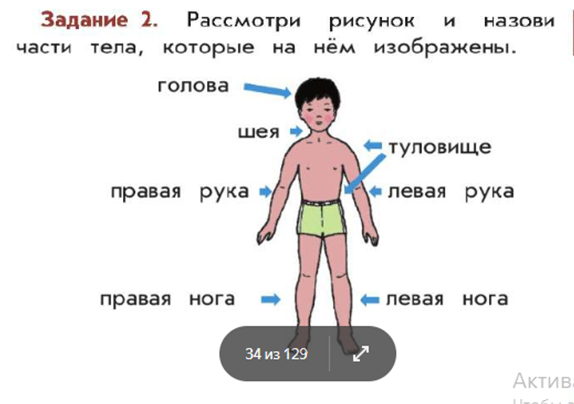 Задание 2. Рассмотри рисунок и назови
части тела, которые на нём изображены.
голова
шея
туловище
правая рука
левая рука
правая нога
левая нога
34 из 129